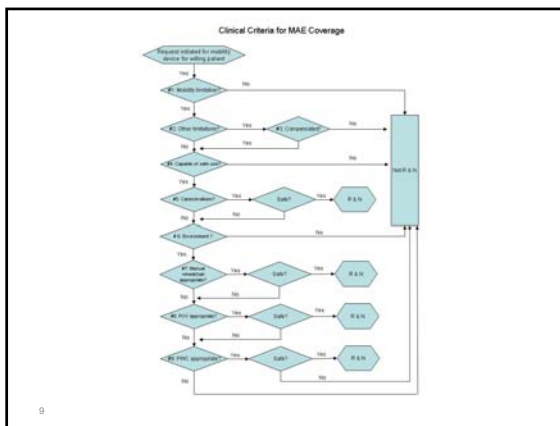 Clinical Criteria for MAE Coverage
Request initiated for mobility
device for willing patient
Yes
No
#1. Mobility limitation?
Yes
#2. Other limitations?
Yes
#3. Compensated?
No
No
Yes
#4. Capable of safe use?
No
Not R & N
Yes
#5. Cane/walker?
Yes
Safe?
Yes
R & N
No
No
#6 Environment ?
No
Yes
#7 Manual
wheelchair
appropriate?
Yes
Safe?
Yes
R & N
No
No
#8. POV appropriate?
Yes
Safe?
Yes
R & N
No
No
#9. PWC appropriate?
Yes
Safe?
Yes
R & N
No
No
9